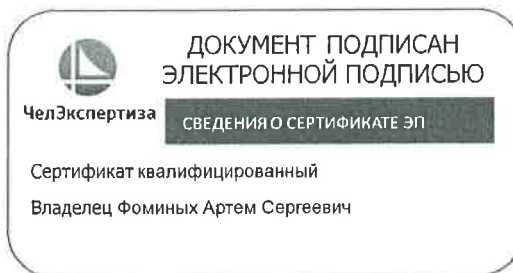 ДОКУМЕНТ ПОДПИСАН
ЭЛЕКТРОННОЙ ПОДПИСЬЮ
ЧелЭкспертиза
СВЕДЕНИЯ О СЕРТИФИКАТЕ ЭП
Сертификат квалифицированный
Владелец Фоминых Артем Сергеевич